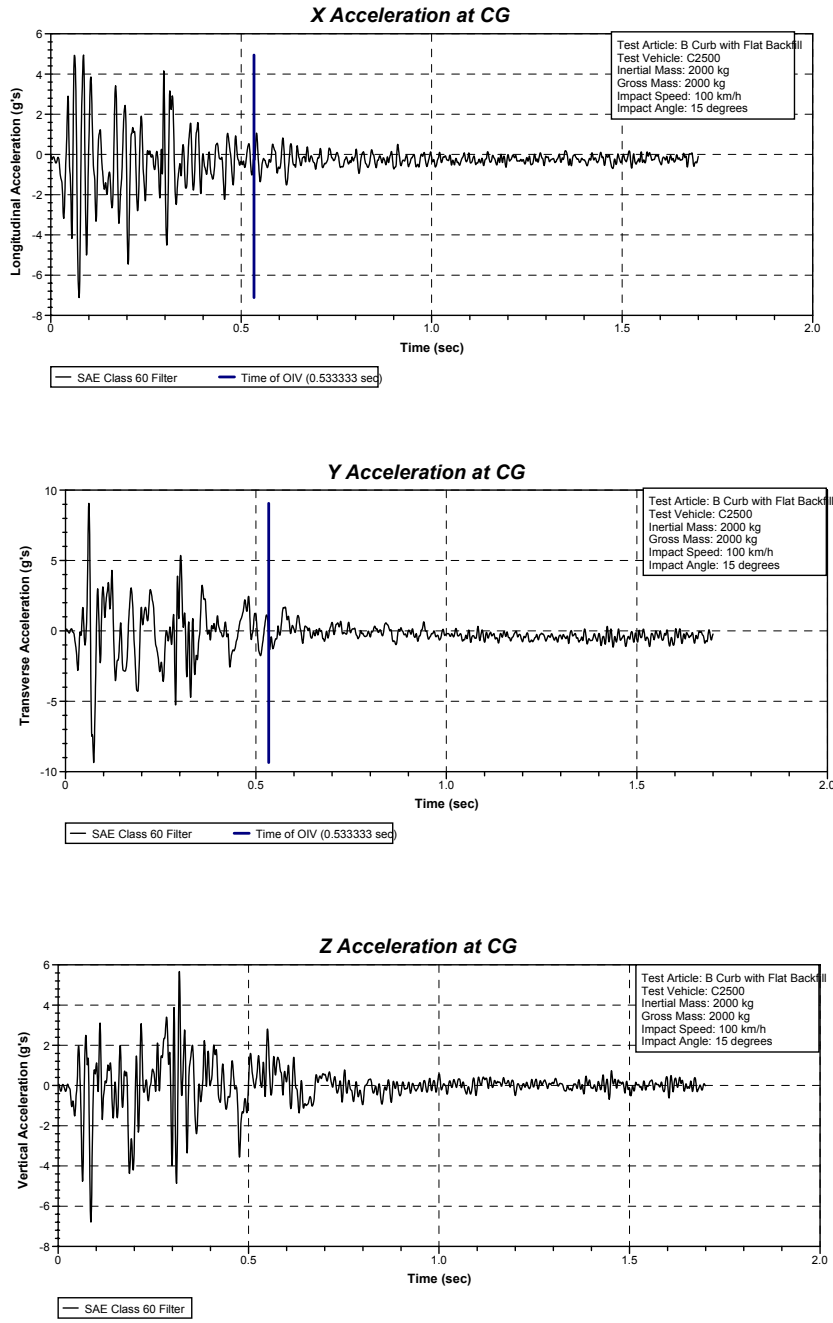 X Acceleration at CG
6
4
2
0
-2
-4
-6
-8
Longitudinal Acceleration (g's)
Test Article: B Curb with Flat Backfill
Test Vehicle: C2500
Inertial Mass: 2000 kg
Gross Mass: 2000 kg
Impact Speed: 100 km/h
Impact Angle: 15 degrees
0 0.5 1.0 1.5 2.0
Time (sec)
SAE Class 60 Filter Time of OIV (0.533333 sec)
Y Acceleration at CG
10
5
0
-5
-10
Transverse Acceleration (g's)
Test Article: B Curb with Flat Backfill
Test Vehicle: C2500
Inertial Mass: 2000 kg
Gross Mass: 2000 kg
Impact Speed: 100 km/h
Impact Angle: 15 degrees
0 0.5 1.0 1.5 2.0
Time (sec)
SAE Class 60 Filter Time of OIV (0.533333 sec)
Z Acceleration at CG
6
4
2
0
-2
-4
-6
-8
Vertical Acceleration (g's)
Test Article: B Curb with Flat Backfill
Test Vehicle: C2500
Inertial Mass: 2000 kg
Gross Mass: 2000 kg
Impact Speed: 100 km/h
Impact Angle: 15 degrees
0 0.5 1.0 1.5 2.0
Time (sec)
SAE Class 60 Filter